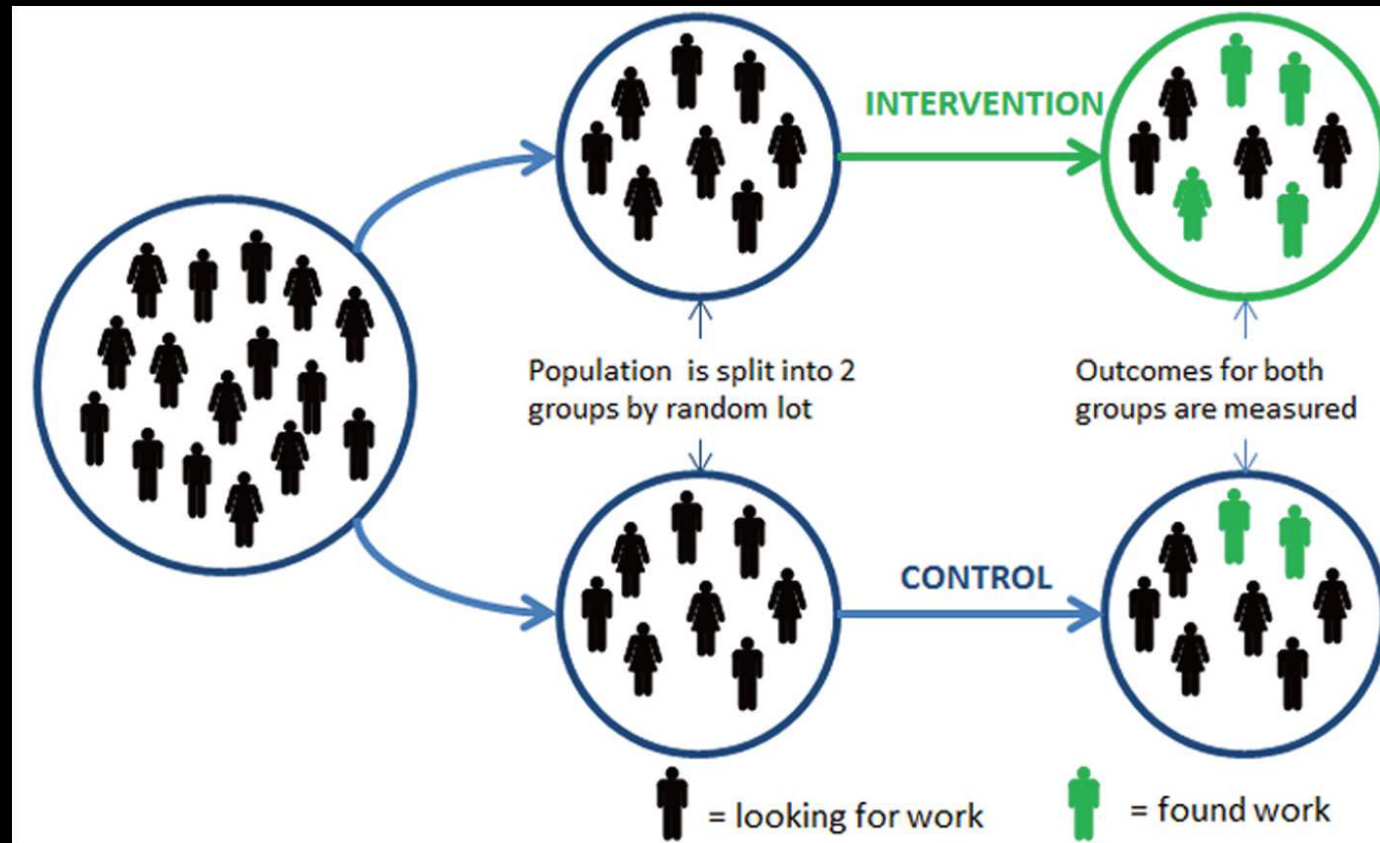 INTERVENTION
Population is split into 2
groups by random lot
Outcomes for both
groups are measured
CONTROL
= looking for work
= found work